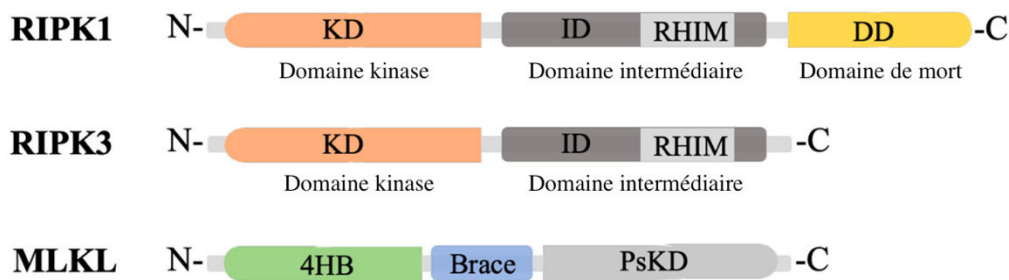 RIPK1 N- KD ID RHIM DD -C
Domaine kinase Domaine intermédiaire Domaine de mort
RIPK3 N- KD ID RHIM -C
Domaine kinase Domaine intermédiaire
MLKL N- 4HB Brace PsKD -C